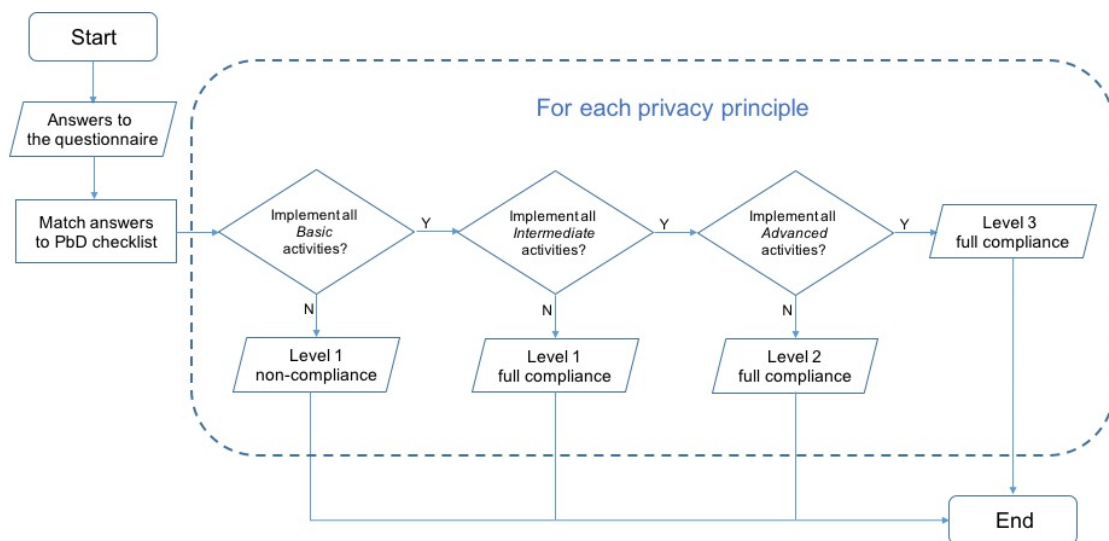 Start
For each privacy principle
Answers to
the questionnaire
Match answers
to PbD checklist
Implement all
Basic
activities?
Y
Implement all
Intermediate
activities?
Y
Implement all
Advanced
activities?
Y
Level 3
full compliance
N
N
N
Level 1
non-compliance
Level 1
full compliance
Level 2
full compliance
End